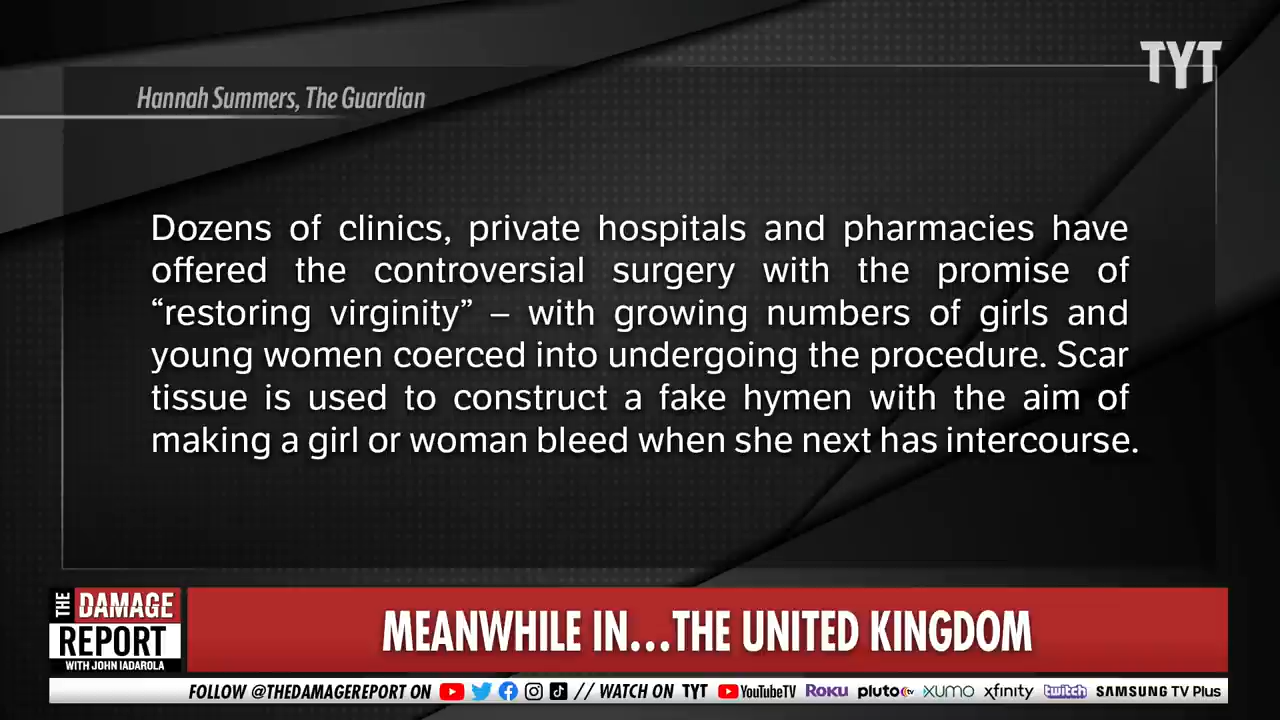 TYT
Hannah Summers, The Guardian
Dozens of clinics, private hospitals and pharmacies have
offered the controversial surgery with the promise of
“restoring virginity” – with growing numbers of girls and
young women coerced into undergoing the procedure. Scar
tissue is used to construct a fake hymen with the aim of
making a girl or woman bleed when she next has intercourse.
THE DAMAGE
REPORT
WITH JOHN IADAROLA
MEANWHILE IN...THE UNITED KINGDOM
FOLLOW @THEDAMAGEREPORT ON // WATCH ON TYT YouTubeTV Roku pluto tv xumo xfinity twitch SAMSUNG TV Plus